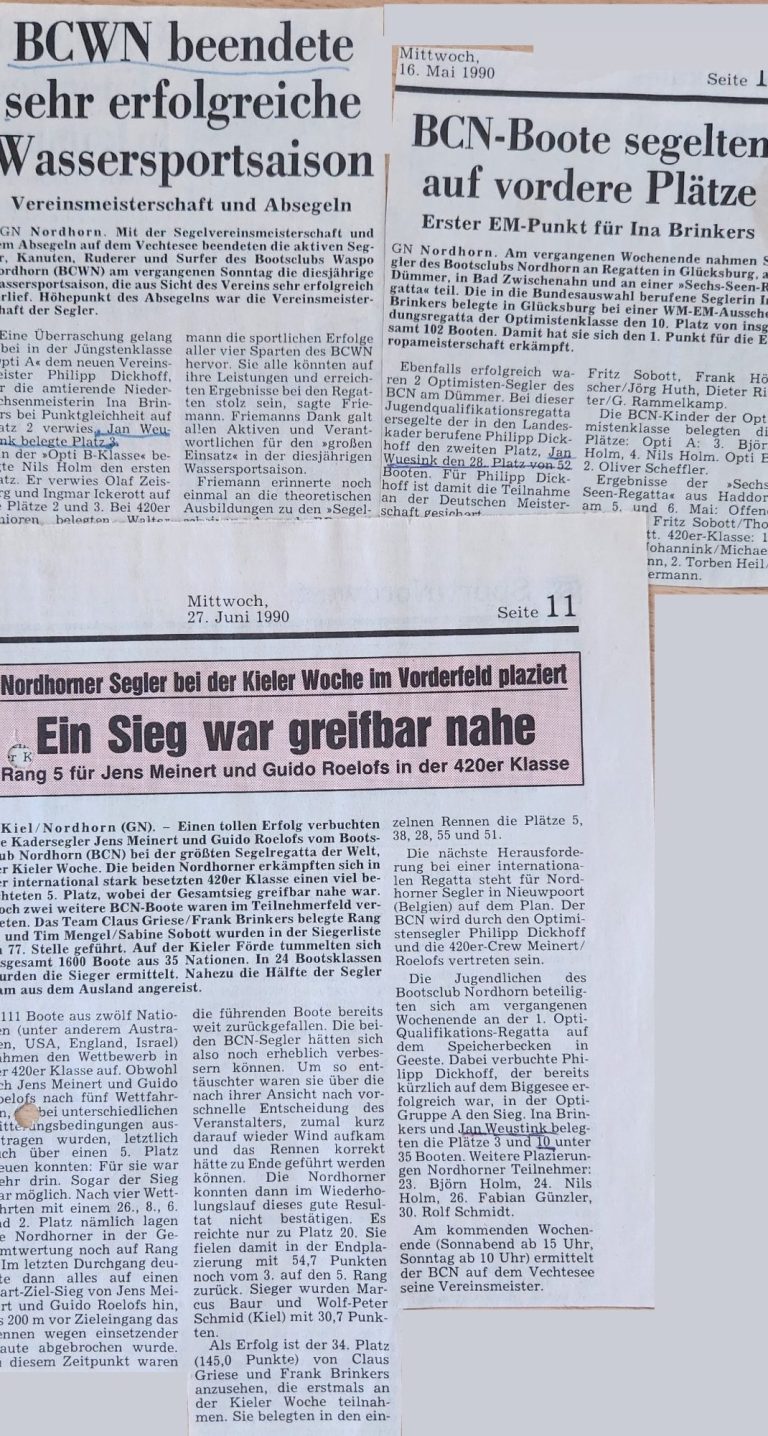 BCWN beendete
sehr erfolgreiche
Wassersportsaison
Vereinsmeisterschaft und Absegeln
GN Nordhorn. Mit der Segelvereinsmeisterschaft und
em Absegeln auf dem Vechtesee beendeten die aktiven Seg-
r, Kanuten, Ruderer und Surfer des Bootsclubs Waspo
ordhorn (BCWN) am vergangenen Sonntag die diesjährige
assersportsaison, die aus Sicht des Vereins sehr erfolgreich
erlief. Höhepunkt des Absegelns war die Vereinsmeister-
haft der Segler.
Eine Überraschung gelang
bei in der Jüngstenklasse
Opti A« dem neuen Vereins-
eister Philipp Dickhoff,
r die amtierende Nieder-
chsenmeisterin Ina Brin-
rs bei Punktgleichheit auf
atz 2 verwies. Jan Weu-
nk belegte Platz 3.
n der »Opti B-Klasse« be-
gte Nils Holm den ersten
atz. Er verwies Olaf Zeis-
rg und Ingmar Ickerott auf
e Plätze 2 und 3. Bei 420er
nioren belegten Walter
mann die sportlichen Erfolge
aller vier Sparten des BCWN
hervor. Sie alle könnten auf
ihre Leistungen und erreich-
ten Ergebnisse bei den Regat-
ten stolz sein, sagte Frie-
mann. Friemanns Dank galt
allen Aktiven und Verant-
wortlichen für den »großen
Einsatz« in der diesjährigen
Wassersportsaison.
Friemann erinnerte noch
einmal an die theoretischen
Ausbildungen zu den »Segel-
Mittwoch,
16. Mai 1990
Seite 1
BCN-Boote segelten
auf vordere Plätze
Erster EM-Punkt für Ina Brinkers
GN Nordhorn. Am vergangenen Wochenende nahmen S
gler des Bootsclubs Nordhorn an Regatten in Glücksburg, a
Dümmer, in Bad Zwischenahn und an einer »Sechs-Seen-R
gatta« teil. Die in die Bundesauswahl berufene Seglerin I
Brinkers belegte in Glücksburg bei einer WM-EM-Aussche
dungsregatta der Optimistenklasse den 10. Platz von insg
samt 102 Booten. Damit hat sie sich den 1. Punkt für die E
ropameisterschaft erkämpft.
Ebenfalls erfolgreich wa-
ren 2 Optimisten-Segler des
BCN am Dümmer. Bei dieser
Jugendqualifikationsregatta
ersegelte der in den Landes-
kader berufene Philipp Dick-
hoff den zweiten Platz, Jan
Wuesink den 28. Platz von 52
Booten. Für Philipp Dick-
hoff ist damit die Teilnahme
an der Deutschen Meister-
schaft gesichert.
Fritz Sobott, Frank Hö
scher/Jörg Huth, Dieter Ri
ter/G. Rammelkamp.
Die BCN-Kinder der Opt
mistenklasse belegten di
Plätze: Opti A: 3. Björ
Holm, 4. Nils Holm. Opti B
2. Oliver Scheffler.
Ergebnisse der »Sechs
Seen-Regatta« aus Haddor
am 5. und 6. Mai: Offen
Fritz Sobott/Tho
tt. 420er-Klasse: 1
Johannink/Michae
nn, 2. Torben Heil/
ermann.
Mittwoch,
27. Juni 1990
Seite 11
Nordhorner Segler bei der Kieler Woche im Vorderfeld plaziert
Ein Sieg war greifbar nahe
r K
Rang 5 für Jens Meinert und Guido Roelofs in der 420er Klasse
Kiel/Nordhorn (GN). – Einen tollen Erfolg verbuchten
e Kadersegler Jens Meinert und Guido Roelofs vom Boots-
ub Nordhorn (BCN) bei der größten Segelregatta der Welt,
er Kieler Woche. Die beiden Nordhorner erkämpften sich in
er international stark besetzten 420er Klasse einen viel be-
chteten 5. Platz, wobei der Gesamtsieg greifbar nahe war.
och zwei weitere BCN-Boote waren im Teilnehmerfeld ver-
eten. Das Team Claus Griese/Frank Brinkers belegte Rang
und Tim Mengel/Sabine Sobott wurden in der Siegerliste
n 77. Stelle geführt. Auf der Kieler Förde tummelten sich
sgesamt 1600 Boote aus 35 Nationen. In 24 Bootsklassen
urden die Sieger ermittelt. Nahezu die Hälfte der Segler
am aus dem Ausland angereist.
111 Boote aus zwölf Natio-
en (unter anderem Austra-
en, USA, England, Israel)
ahmen den Wettbewerb in
er 420er Klasse auf. Obwohl
ch Jens Meinert und Guido
oelofs nach fünf Wettfahr-
n, bei unterschiedlichen
itterungsbedingungen aus-
tragen wurden, letztlich
ch über einen 5. Platz
euen konnten: Für sie war
ehr drin. Sogar der Sieg
ar möglich. Nach vier Wett-
hrten mit einem 26., 8., 6.
nd 2. Platz nämlich lagen
e Nordhorner in der Ge-
mtwertung noch auf Rang
Im letzten Durchgang deu-
te dann alles auf einen
art-Ziel-Sieg von Jens Mei-
rt und Guido Roelofs hin,
s 200 m vor Zieleingang das
ennen wegen einsetzender
aute abgebrochen wurde.
u diesem Zeitpunkt waren
die führenden Boote bereits
weit zurückgefallen. Die bei-
den BCN-Segler hätten sich
also noch erheblich verbes-
sern können. Um so ent-
täuschter waren sie über die
nach ihrer Ansicht nach vor-
schnelle Entscheidung des
Veranstalters, zumal kurz
darauf wieder Wind aufkam
und das Rennen korrekt
hätte zu Ende geführt werden
können. Die Nordhorner
konnten dann im Wiederho-
lungslauf dieses gute Resul-
tat nicht bestätigen. Es
reichte nur zu Platz 20. Sie
fielen damit in der Endpla-
zierung mit 54,7 Punkten
noch vom 3. auf den 5. Rang
zurück. Sieger wurden Mar-
cus Baur und Wolf-Peter
Schmid (Kiel) mit 30,7 Punk-
ten.
Als Erfolg ist der 34. Platz
(145,0 Punkte) von Claus
Griese und Frank Brinkers
anzusehen, die erstmals an
der Kieler Woche teilnah-
men. Sie belegten in den ein-
zelnen Rennen die Plätze 5,
38, 28, 55 und 51.
Die nächste Herausforde-
rung bei einer internationa-
len Regatta steht für Nord-
horner Segler in Nieuwpoort
(Belgien) auf dem Plan. Der
BCN wird durch den Optimi-
stensegler Philipp Dickhoff
und die 420er-Crew Meinert/
Roelofs vertreten sein.
Die Jugendlichen des
Bootsclub Nordhorn beteilig-
ten sich am vergangenen
Wochenende an der 1. Opti-
Qualifikations-Regatta auf
dem Speicherbecken in
Geeste. Dabei verbuchte Phi-
lipp Dickhoff, der bereits
kürzlich auf dem Biggesee er-
folgreich war, in der Opti-
Gruppe A den Sieg. Ina Brin-
kers und Jan Weustink beleg-
ten die Plätze 3 und 10 unter
35 Booten. Weitere Plazierun-
gen Nordhorner Teilnehmer:
23. Björn Holm, 24. Nils
Holm, 26. Fabian Günzler,
30. Rolf Schmidt.
Am kommenden Wochen-
ende (Sonnabend ab 15 Uhr,
Sonntag ab 10 Uhr) ermittelt
der BCN auf dem Vechtesee
seine Vereinsmeister.